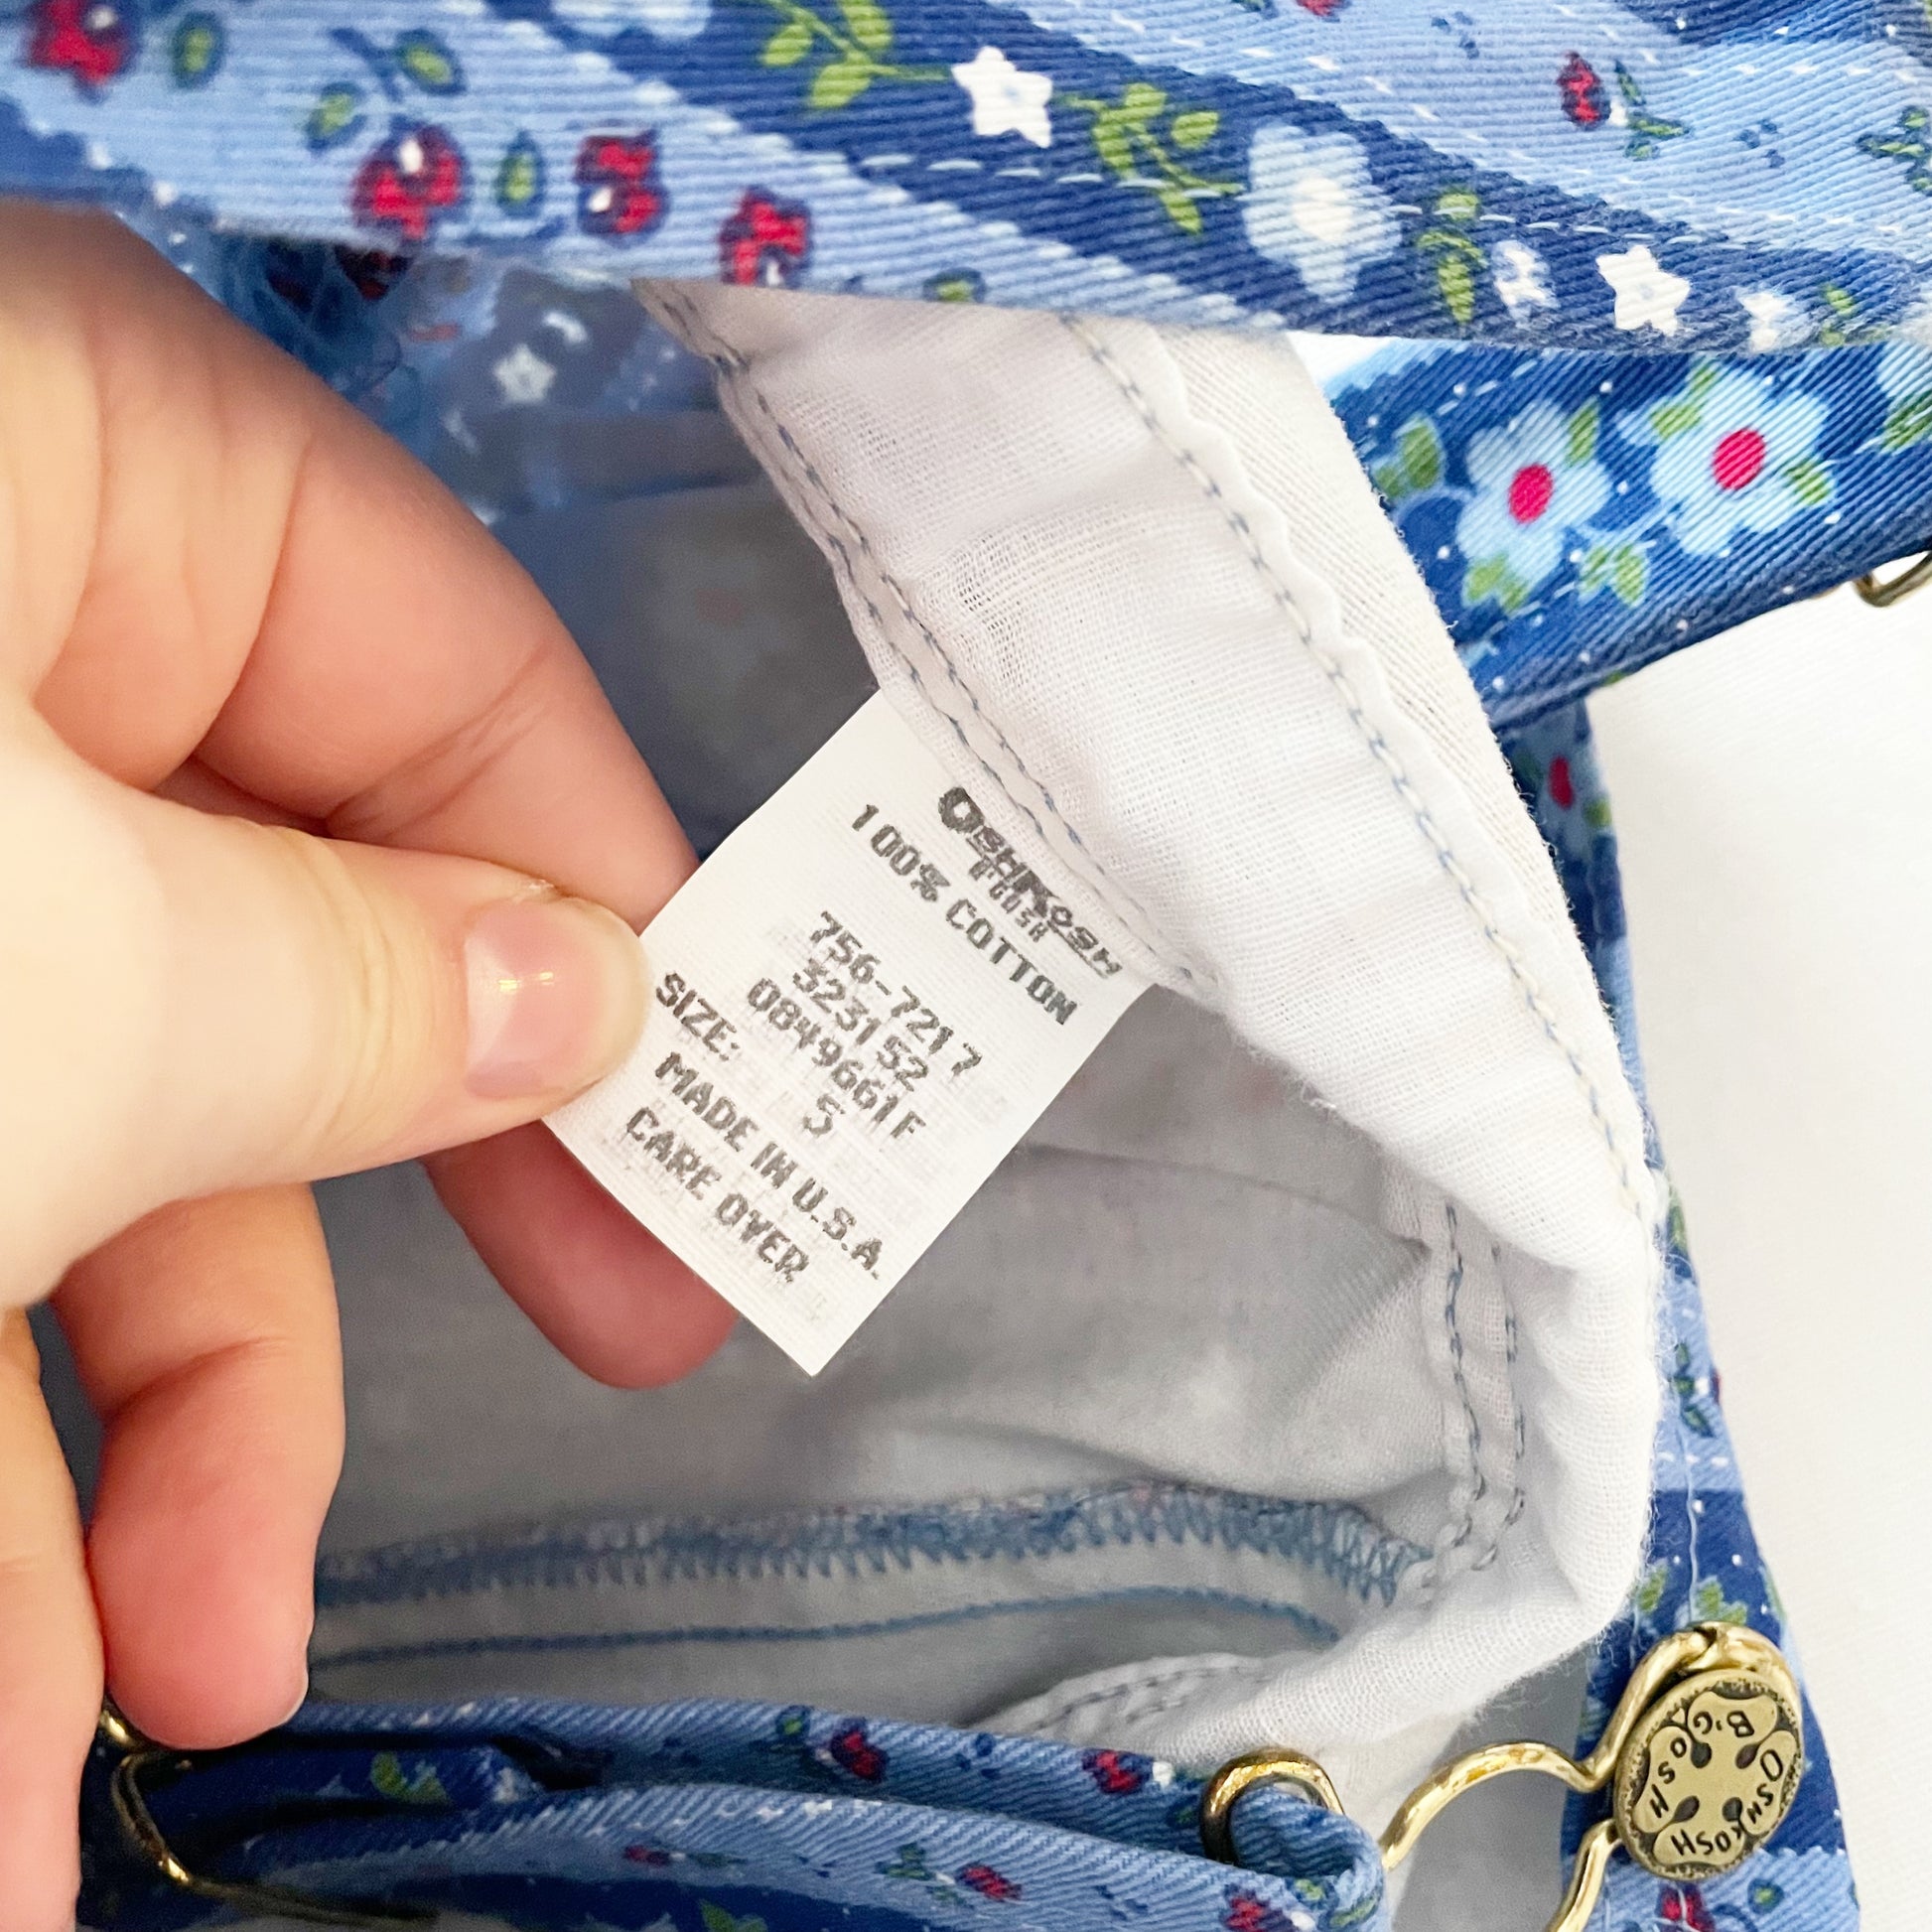 OSHKOSH
B'GOSH
100% COTTON
756-7217
323152
0849661F
SIZE: 5
MADE IN U.S.A.
CARE OVER
OSHKOSH
B'GOSH